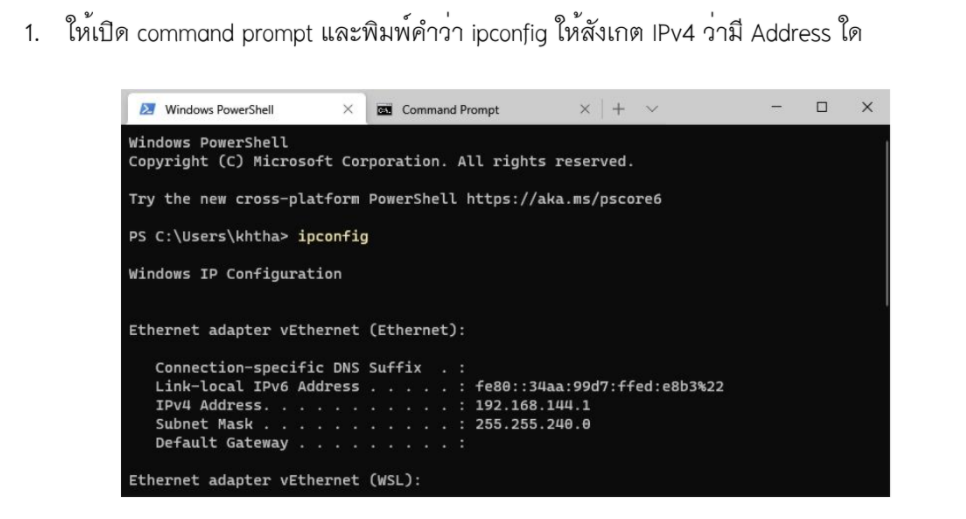 1. ให้เปิด command prompt และพิมพ์คำว่า ipconfig ให้สังเกต IPv4 ว่ามี Address ใด
Windows PowerShell
Command Prompt
Windows PowerShell
Copyright (C) Microsoft Corporation. All rights reserved.
Try the new cross-platform PowerShell https://aka.ms/pscore6
PS C:\Users\khtha> ipconfig
Windows IP Configuration
Ethernet adapter vEthernet (Ethernet):
Connection-specific DNS Suffix . :
Link-local IPv6 Address . . . . . : fe80::34aa:99d7:ffed:e8b3%22
IPv4 Address. . . . . . . . . . . : 192.168.144.1
Subnet Mask . . . . . . . . . . . : 255.255.240.0
Default Gateway . . . . . . . . . :
Ethernet adapter vEthernet (WSL):